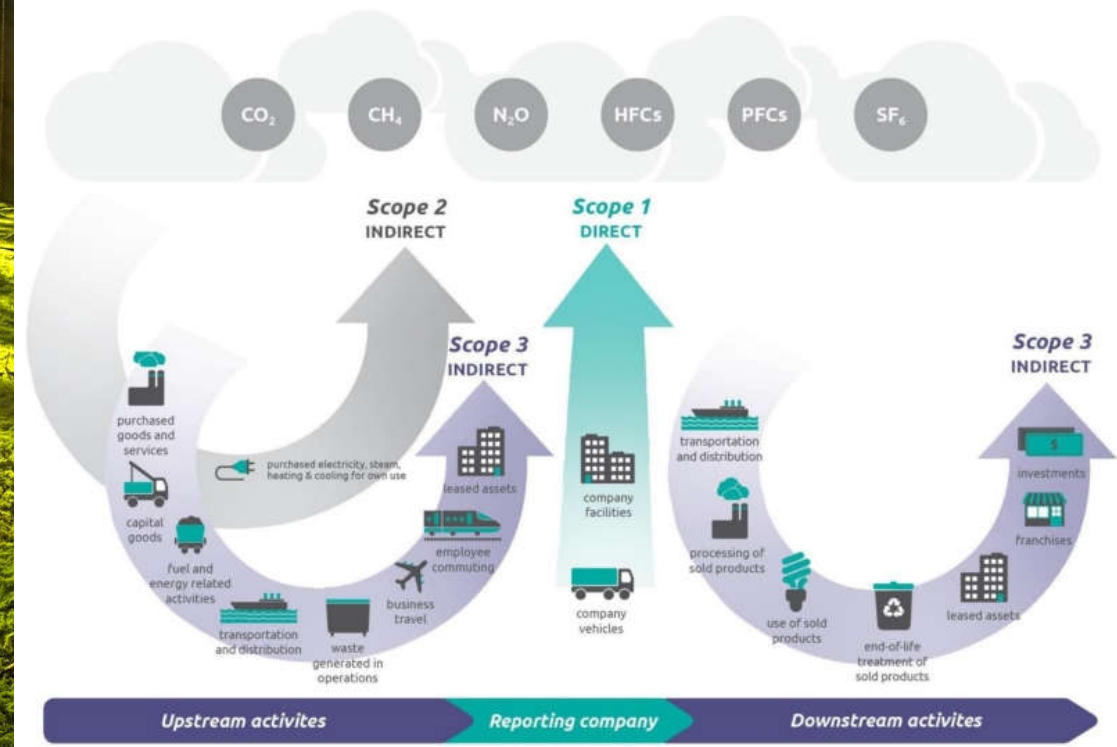 CO₂
CH₄
N₂O
HFCs
PFCs
SF₆
Scope 2
INDIRECT
Scope 1
DIRECT
Scope 3
INDIRECT
Scope 3
INDIRECT
purchased
goods and
services
capital
goods
fuel and
energy related
activities
transportation
and distribution
waste
generated in
operations
business
travel
employee
commuting
leased assets
purchased electricity, steam,
heating & cooling for own use
company
facilities
company
vehicles
transportation
and distribution
processing of
sold products
use of sold
products
end-of-life
treatment of
sold products
leased assets
franchises
investments
$
Upstream activites
Reporting company
Downstream activites